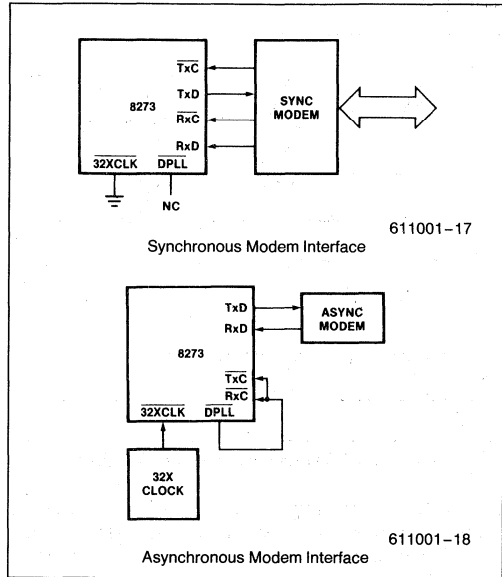 TxC
TxD
8273
SYNC
MODEM
RxC
RxD
32XCLK DPLL
NC
611001-17
Synchronous Modem Interface
TxD
ASYNC
MODEM
RxD
8273
TxC
RxC
32XCLK DPLL
32X
CLOCK
611001-18
Asynchronous Modem Interface